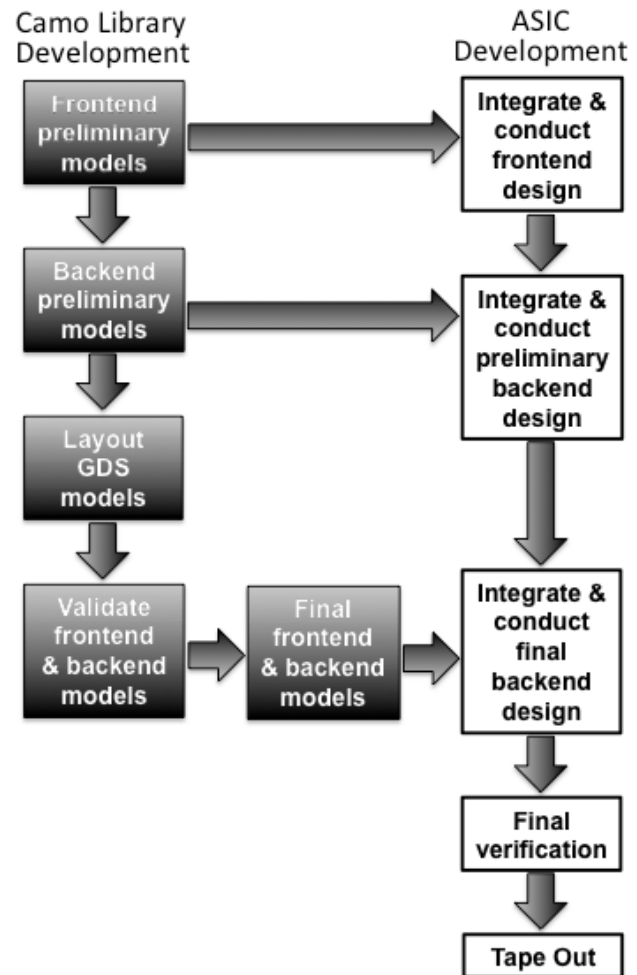 Camo Library
Development
ASIC
Development
Frontend
preliminary
models
Integrate &
conduct
frontend
design
Backend
preliminary
models
Integrate &
conduct
preliminary
backend
design
Layout
GDS
models
Validate
frontend
& backend
models
Final
frontend
& backend
models
Integrate &
conduct
final
backend
design
Final
verification
Tape Out